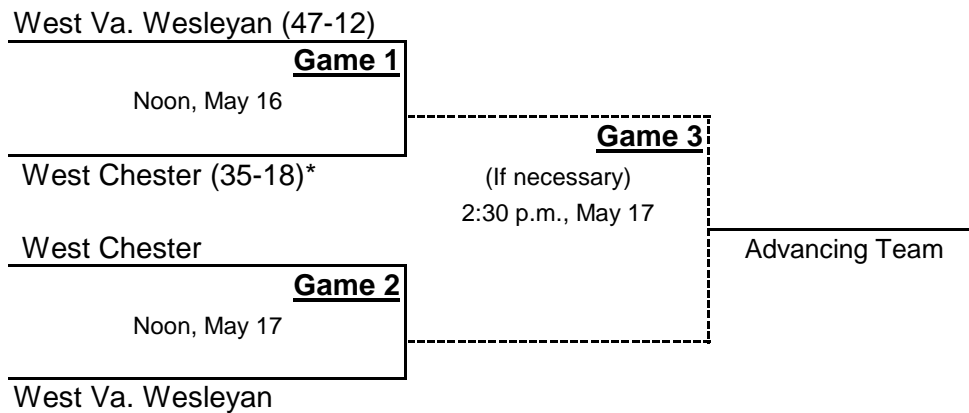 West Va. Wesleyan (47-12)
Game 1
Noon, May 16
West Chester (35-18)*
Game 3
(If necessary)
2:30 p.m., May 17
Advancing Team
West Chester
Game 2
Noon, May 17
West Va. Wesleyan